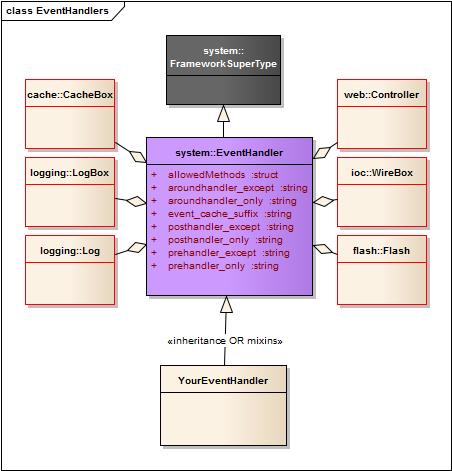 class EventHandlers
system::
FrameworkSuperType
cache::CacheBox
web::Controller
system::EventHandler
+ allowedMethods :struct
+ aroundhandler_except :string
+ aroundhandler_only :string
+ event_cache_suffix :string
+ posthandler_except :string
+ posthandler_only :string
+ prehandler_except :string
+ prehandler_only :string
logging::LogBox
ioc::WireBox
logging::Log
flash::Flash
«inheritance OR mixins»
YourEventHandler